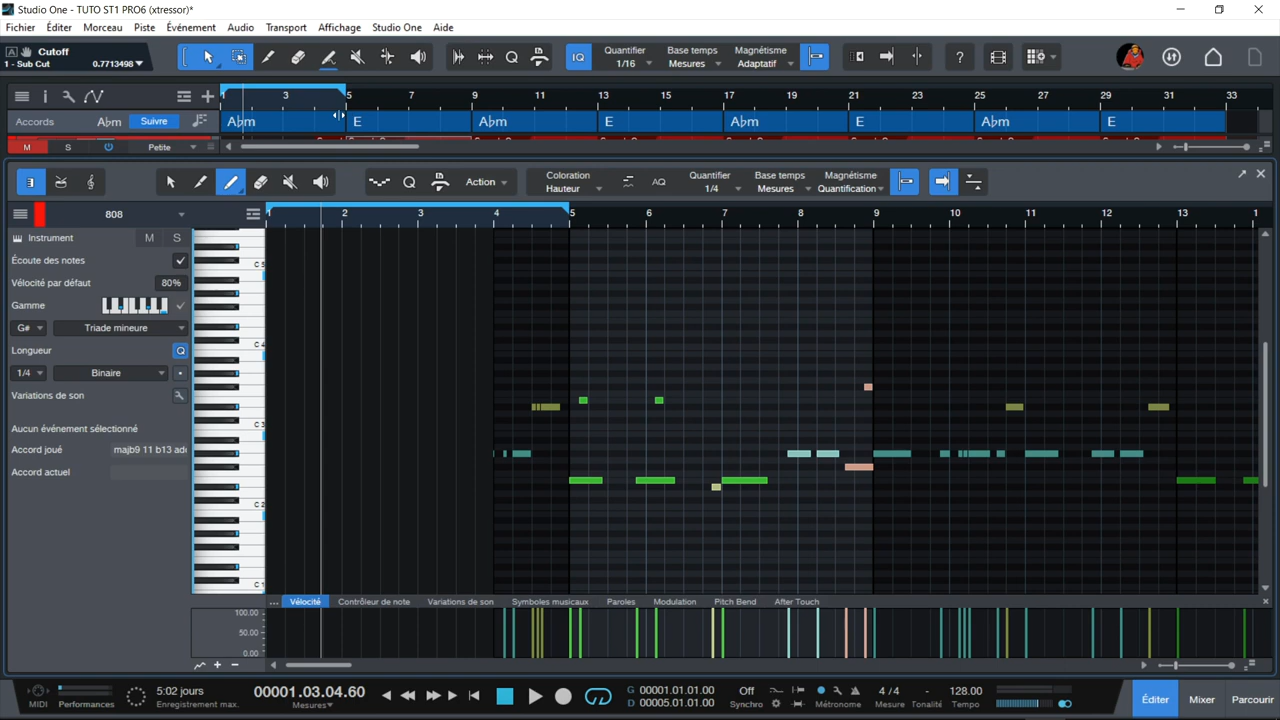 Studio One - TUTO ST1 PRO6 (xtressor)*
Fichier Éditer Morceau Piste Événement Audio Transport Affichage Studio One Aide
A Cutoff
1 - Sub Cut 0.7713498
IQ Quantifier 1/16 Base temps Mesures Magnétisme Adaptatif ?
1 3 5 7 9 11 13 15 17 19 21 23 25 27 29 31 33
Accords A♭m Suivre A♭m E A♭m E A♭m E A♭m E
M S Petite
Action Coloration Hauteur AQ Quantifier 1/4 Base temps Mesures Magnétisme Quantification
808 1 2 3 4 5 6 7 8 9 10 11 12 13 1
Instrument M S
Écoute des notes
Vélocité par défaut 80%
Gamme
G# Triade mineure
Longueur Q
1/4 Binaire
Variations de son
Aucun événement sélectionné
Accord joué majb9 11 b13 add
Accord actuel
C 5
C 4
C 3
C 2
C 1
... Vélocité Contrôleur de note Variations de son Symboles musicaux Paroles Modulation Pitch Bend After Touch
100.00
50.00
0.00
MIDI Performances 5:02 jours Enregistrement max. 00001.03.04.60 Mesures G 00001.01.01.00 D 00005.01.01.00 Off Synchro Métronome 4 / 4 Mesure - Tonalité 128.00 Tempo Éditer Mixer Parcourir